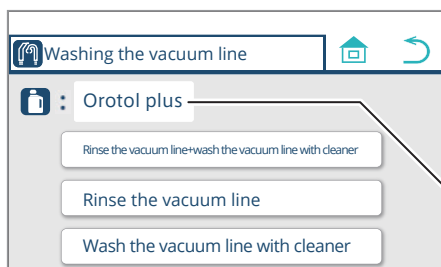 Washing the vacuum line
: Orotol plus
Rinse the vacuum line+wash the vacuum line with cleaner
Rinse the vacuum line
Wash the vacuum line with cleaner